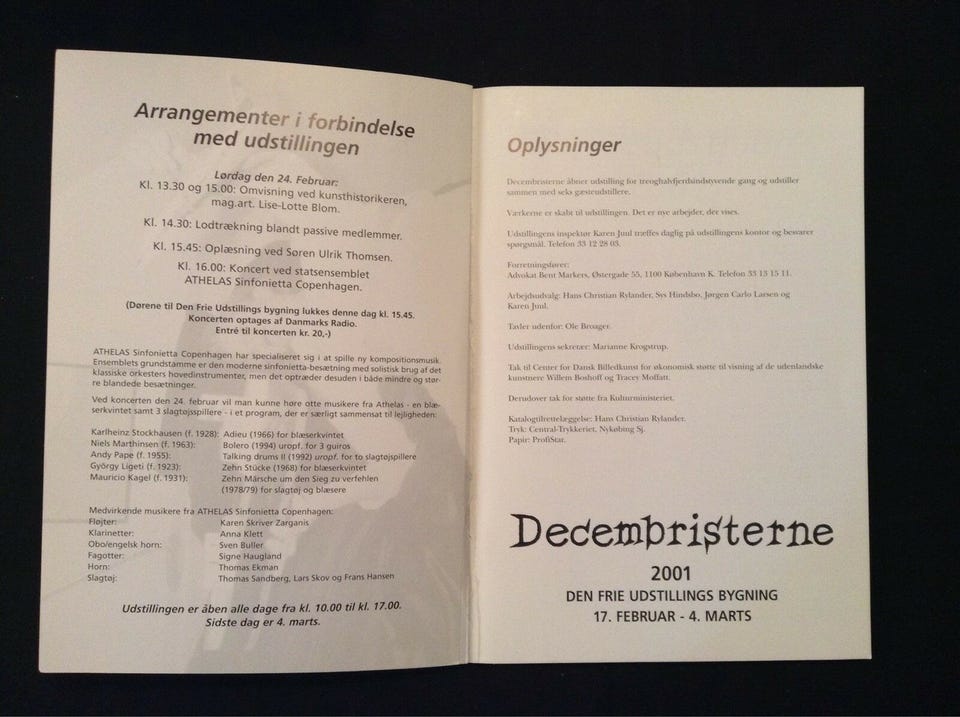 Arrangementer i forbindelse
med udstillingen
Lørdag den 24. Februar:
Kl. 13.30 og 15.00: Omvisning ved kunsthistorikeren,
mag.art. Lise-Lotte Blom.
Kl. 14.30: Lodtrækning blandt passive medlemmer.
Kl. 15.45: Oplæsning ved Søren Ulrik Thomsen.
Kl. 16.00: Koncert ved statsensemblet
ATHELAS Sinfonietta Copenhagen.
(Dørene til Den Frie Udstillings bygning lukkes denne dag kl. 15.45.
Koncerten optages af Danmarks Radio.
Entré til koncerten kr. 20,-)
ATHELAS Sinfonietta Copenhagen har specialiseret sig i at spille ny kompositionsmusik.
Ensemblets grundstamme er den moderne sinfonietta-besætning med solistisk brug af det
klassiske orkesters hovedinstrumenter, men det optræder desuden i både mindre og stør-
re blandede besætninger.
Ved koncerten den 24. februar vil man kunne høre otte musikere fra Athelas - en blæ-
serkvintet samt 3 slagtøjsspillere - i et program, der er særligt sammensat til lejligheden:
Karlheinz Stockhausen (f. 1928): Adieu (1966) for blæserkvintet
Niels Marthinsen (f. 1963): Bolero (1994) uropf. for 3 guiros
Andy Pape (f. 1955): Talking drums II (1992) uropf. for to slagtøjspillere
György Ligeti (f. 1923): Zehn Stücke (1968) for blæserkvintet
Mauricio Kagel (f. 1931): Zehn Märsche um den Sieg zu verfehlen
(1978/79) for slagtøj og blæsere
Medvirkende musikere fra ATHELAS Sinfonietta Copenhagen:
Fløjter: Karen Skriver Zarganis
Klarinetter: Anna Klett
Obo/engelsk horn: Sven Buller
Fagotter: Signe Haugland
Horn: Thomas Ekman
Slagtøj: Thomas Sandberg, Lars Skov og Frans Hansen
Udstillingen er åben alle dage fra kl. 10.00 til kl. 17.00.
Sidste dag er 4. marts.
Oplysninger
Decembristerne åbner udstilling for treoghalvfjerdsindstyvende gang og udstiller
sammen med seks gæsteudstillere.
Værkerne er skabt til udstillingen. Det er nye arbejder, der vises.
Udstillingens inspektør Karen Juul træffes daglig på udstillingens kontor og besvarer
spørgsmål. Telefon 33 12 28 03.
Forretningsfører:
Advokat Bent Markers, Østergade 55, 1100 København K. Telefon 33 13 15 11.
Arbejdsudvalg: Hans Christian Rylander, Sys Hindsbo, Jørgen Carlo Larsen og
Karen Juul.
Tavler udenfor: Ole Broager.
Udstillingens sekretær: Marianne Krogstrup.
Tak til Center for Dansk Billedkunst for økonomisk støtte til visning af de udenlandske
kunstnere Willem Boshoff og Tracey Moffatt.
Derudover tak for støtte fra Kulturministeriet.
Katalogtilrettelæggelse: Hans Christian Rylander.
Tryk: Central-Trykkeriet, Nykøbing Sj.
Papir: ProfiStar.
Decembristerne
2001
DEN FRIE UDSTILLINGS BYGNING
17. FEBRUAR - 4. MARTS